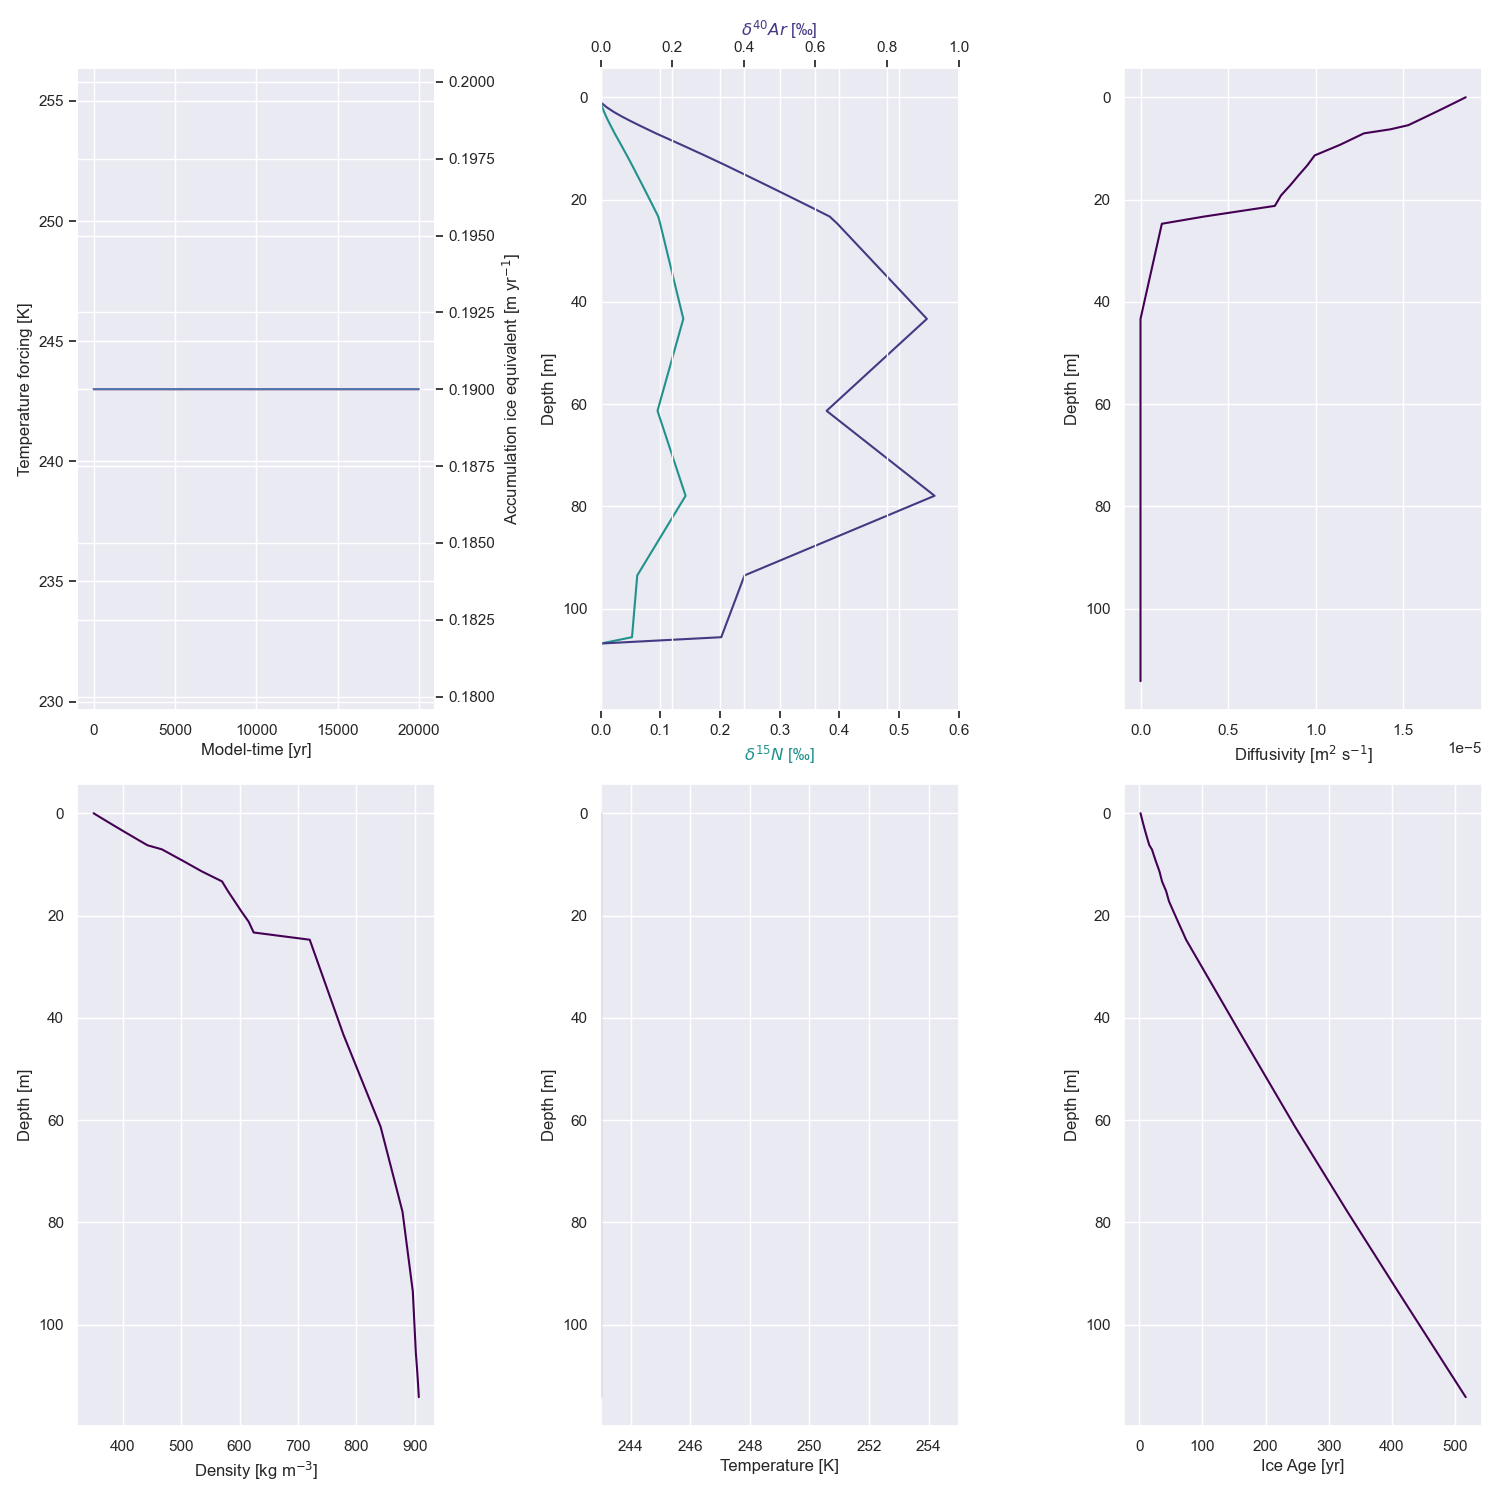 δ⁴⁰Ar [‰]
0.0 0.2 0.4 0.6 0.8 1.0
Temperature forcing [K]
255
250
245
240
235
230
0 5000 10000 15000 20000
Model-time [yr]
0.2000
0.1975
0.1950
0.1925
0.1900
0.1875
0.1850
0.1825
0.1800
Accumulation ice equivalent [m yr⁻¹]
Depth [m]
0
20
40
60
80
100
0.0 0.1 0.2 0.3 0.4 0.5 0.6
δ¹⁵N [‰]
Depth [m]
0
20
40
60
80
100
0.0 0.5 1.0 1.5
1e−5
Diffusivity [m² s⁻¹]
Depth [m]
0
20
40
60
80
100
400 500 600 700 800 900
Density [kg m⁻³]
Depth [m]
0
20
40
60
80
100
244 246 248 250 252 254
Temperature [K]
Depth [m]
0
20
40
60
80
100
0 100 200 300 400 500
Ice Age [yr]